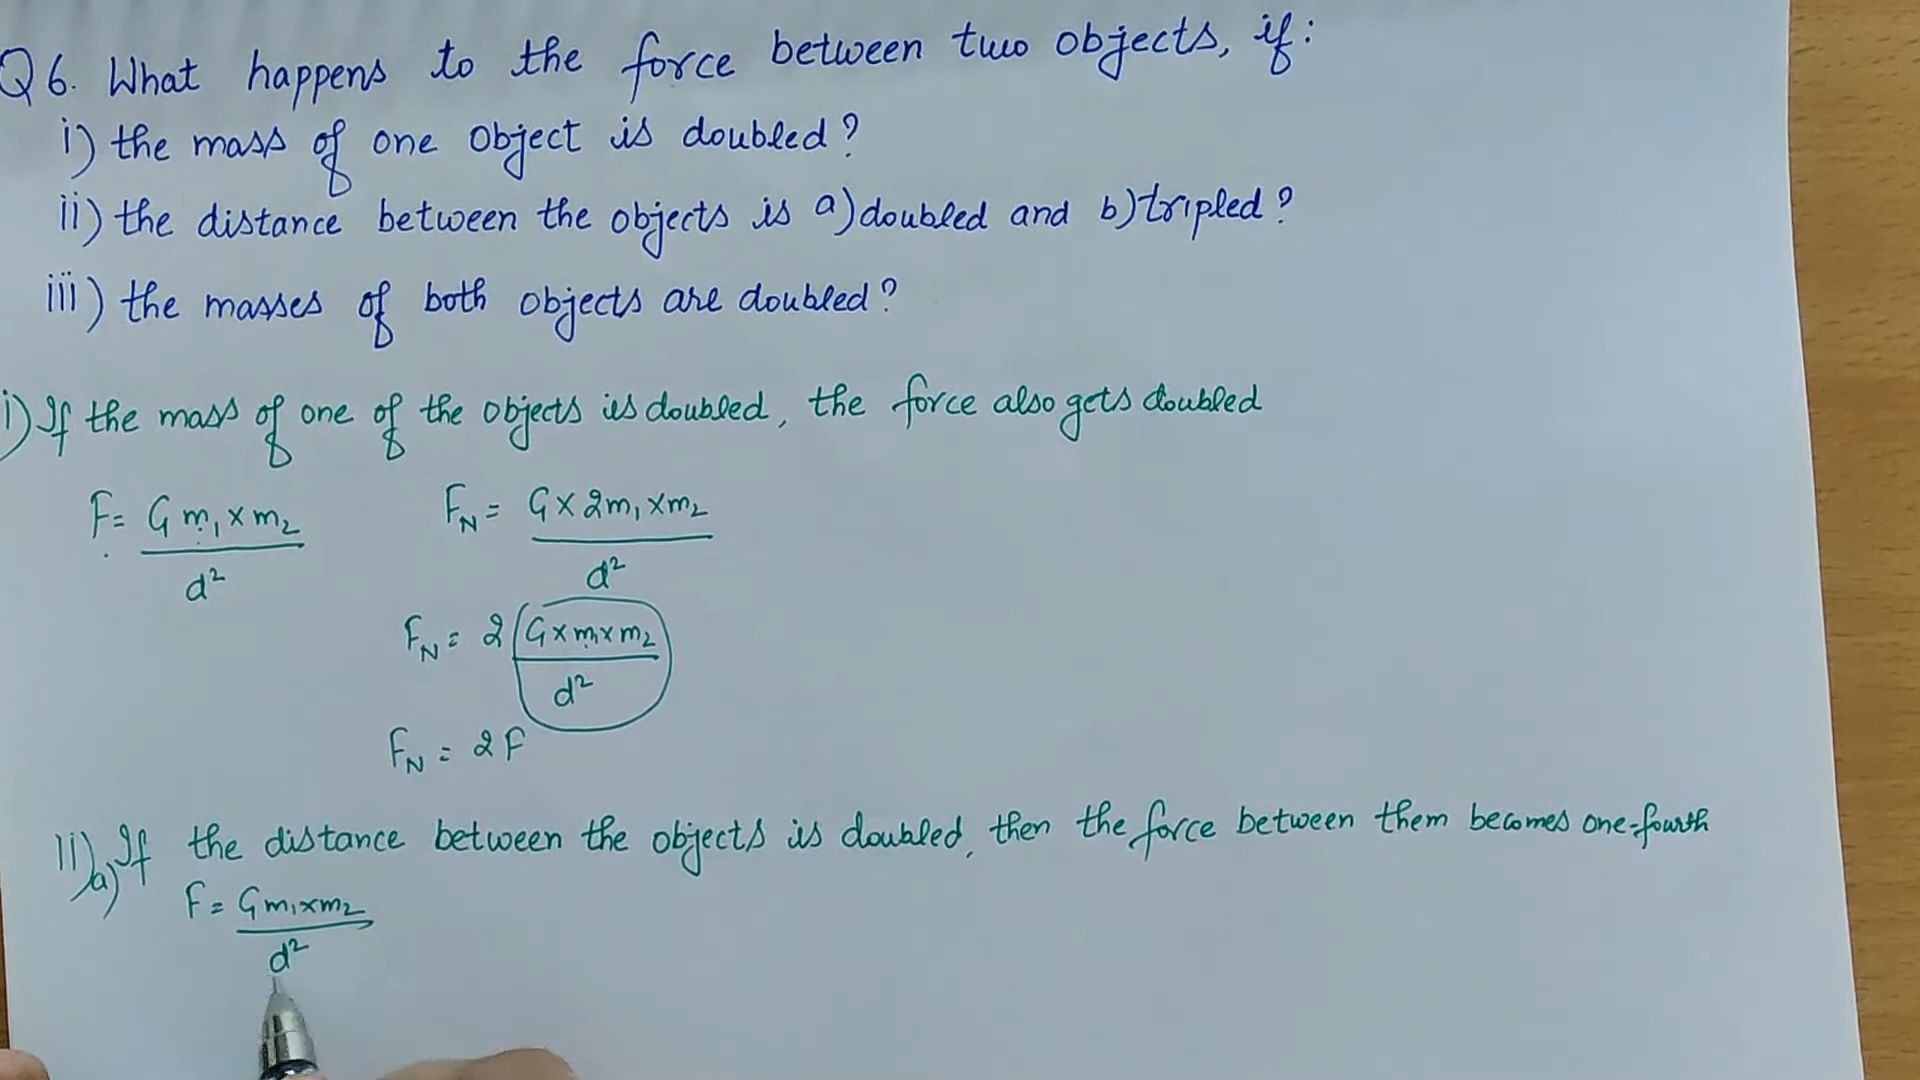 Q6. What happens to the force between two objects, if:
i) the mass of one object is doubled?
ii) the distance between the objects is a) doubled and b) tripled?
iii) the masses of both objects are doubled?
i) If the mass of one of the objects is doubled, the force also gets doubled
F = G m₁ × m₂ / d²
F_N = G × 2m₁ × m₂ / d²
F_N = 2 (G × m₁ × m₂ / d²)
F_N = 2F
ii) a) If the distance between the objects is doubled, then the force between them becomes one-fourth
F = G m₁ × m₂ / d²